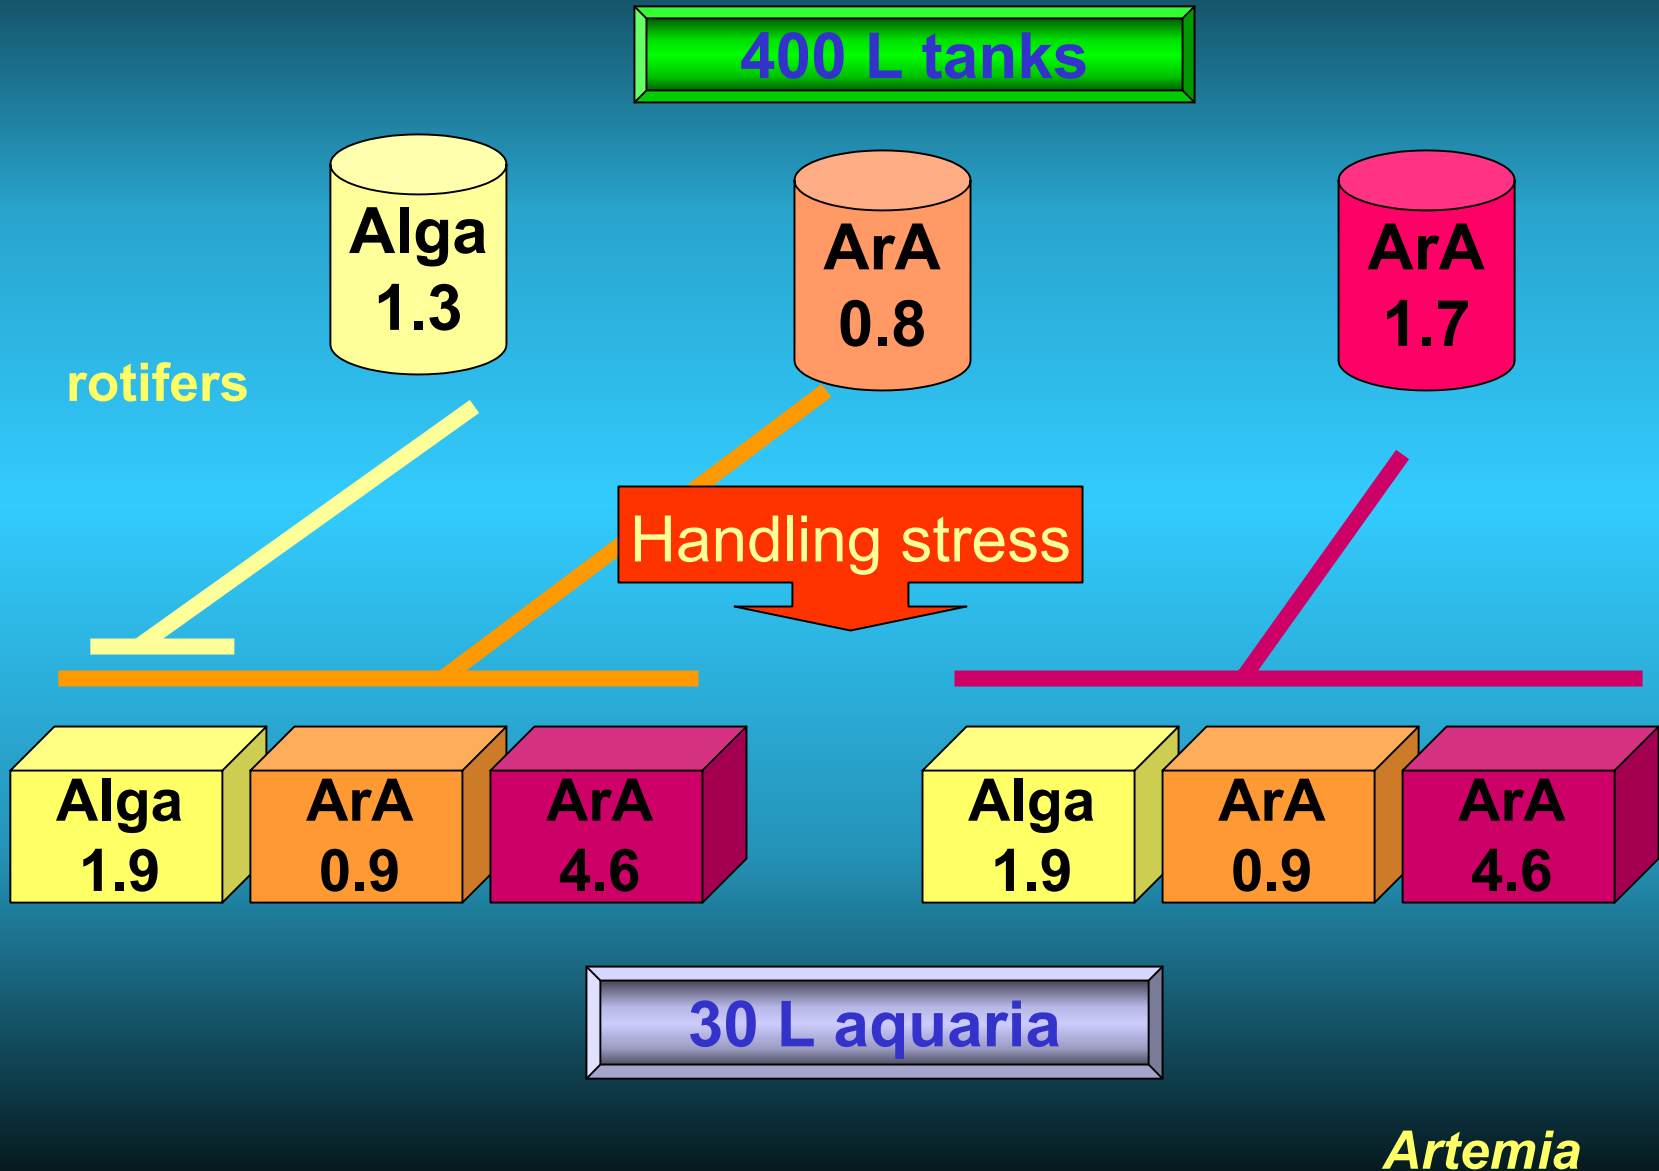 400 L tanks
Alga
1.3
ArA
0.8
ArA
1.7
rotifers
Handling stress
Alga
1.9
ArA
0.9
ArA
4.6
Alga
1.9
ArA
0.9
ArA
4.6
30 L aquaria
Artemia